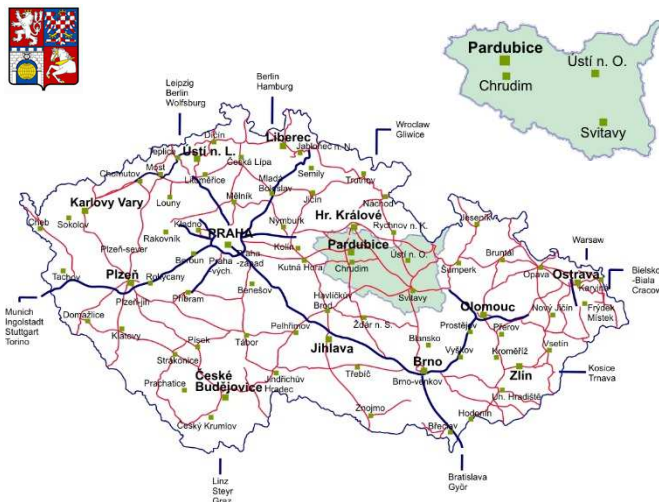 Pardubice
Ústí n. O.
Chrudim
Svitavy
Leipzig
Berlin
Wolfsburg
Berlin
Hamburg
Wroclaw
Gliwice
Děčín
Liberec
Teplice
Ústí n. L.
Jablonec n. N.
Most
Česká Lípa
Chomutov
Litoměřice
Semily
Mladá
Boleslav
Trutnov
Karlovy Vary
Louny
Mělník
Jičín
Náchod
Cheb
Sokolov
Kladno
Nymburk
Hr. Králové
Rychnov n. K.
Jeseník
Rakovník
PRAHA
Plzeň-sever
Beroun
Praha
-vých.
Praha
-západ
Kolín
Pardubice
Kutná Hora
Chrudim
Ústí n. O.
Šumperk
Bruntál
Opava
Warsaw
Ostrava
Karviná
Bielsko
-Biala
Cracow
Tachov
Plzeň
Rokycany
Příbram
Benešov
Havlíčkův
Brod
Svitavy
Olomouc
Nový Jičín
Frýdek
Místek
Munich
Ingolstadt
Stuttgart
Torino
Domažlice
Plzeň-jih
Klatovy
Písek
Tábor
Pelhřimov
Žďár n. S.
Jihlava
Blansko
Prostějov
Přerov
Vyškov
Kroměříž
Vsetín
Strakonice
Prachatice
České
Budějovice
Jindřichův
Hradec
Třebíč
Brno
Brno-venkov
Zlín
Uh. Hradiště
Kosice
Trnava
Český Krumlov
Znojmo
Břeclav
Hodonín
Linz
Steyr
Graz
Bratislava
Györ